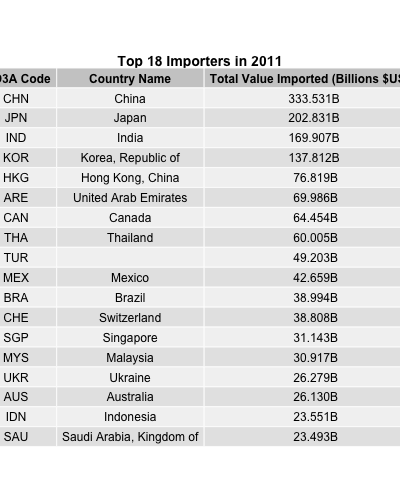 Top 18 Importers in 2011
03A Code Country Name Total Value Imported (Billions $US
CHN China 333.531B
JPN Japan 202.831B
IND India 169.907B
KOR Korea, Republic of 137.812B
HKG Hong Kong, China 76.819B
ARE United Arab Emirates 69.986B
CAN Canada 64.454B
THA Thailand 60.005B
TUR 49.203B
MEX Mexico 42.659B
BRA Brazil 38.994B
CHE Switzerland 38.808B
SGP Singapore 31.143B
MYS Malaysia 30.917B
UKR Ukraine 26.279B
AUS Australia 26.130B
IDN Indonesia 23.551B
SAU Saudi Arabia, Kingdom of 23.493B